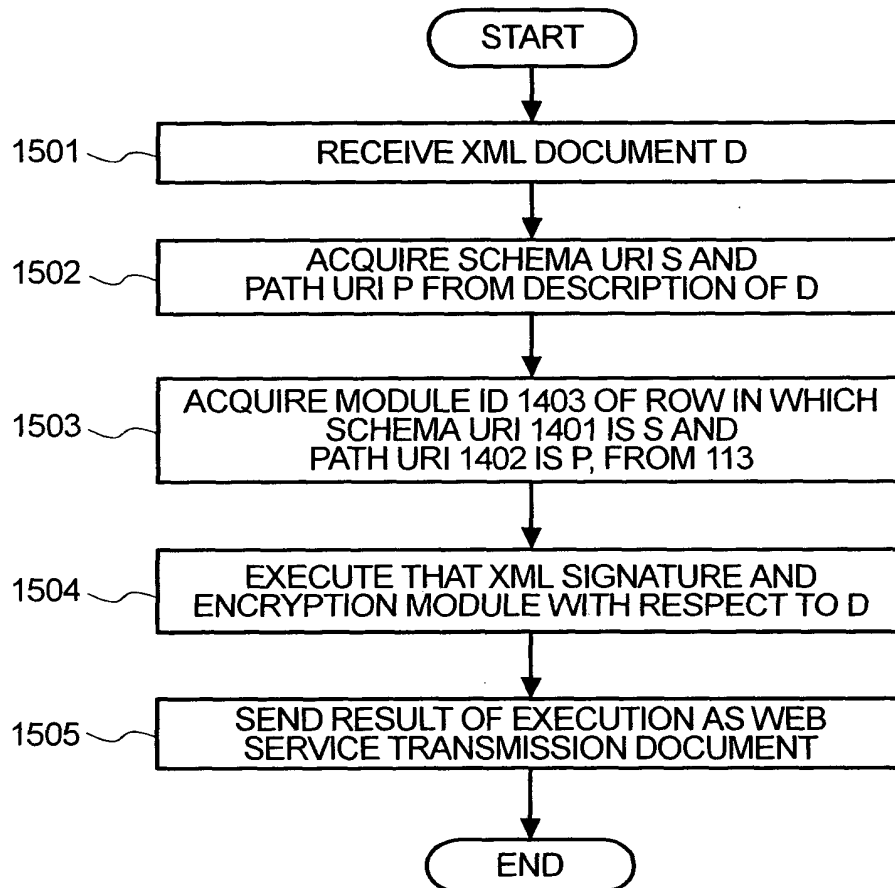 START
1501
RECEIVE XML DOCUMENT D
1502
ACQUIRE SCHEMA URI S AND
PATH URI P FROM DESCRIPTION OF D
1503
ACQUIRE MODULE ID 1403 OF ROW IN WHICH
SCHEMA URI 1401 IS S AND
PATH URI 1402 IS P, FROM 113
1504
EXECUTE THAT XML SIGNATURE AND
ENCRYPTION MODULE WITH RESPECT TO D
1505
SEND RESULT OF EXECUTION AS WEB
SERVICE TRANSMISSION DOCUMENT
END